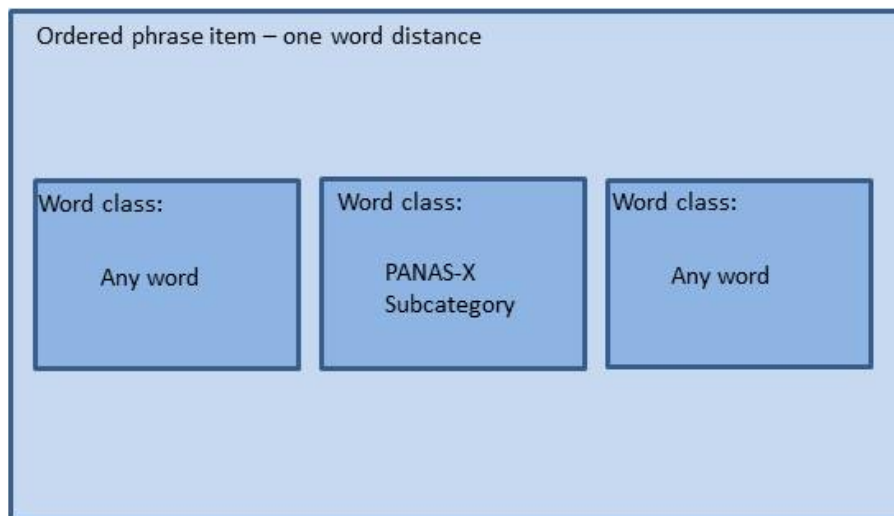 Ordered phrase item – one word distance
Word class:
Any word
Word class:
PANAS-X
Subcategory
Word class:
Any word